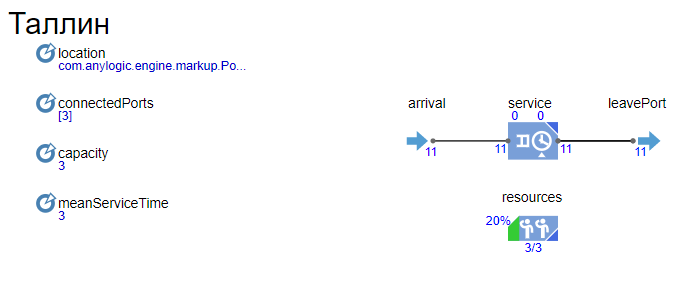 Таллин
location
com.anylogic.engine.markup.Po...
connectedPorts
[3]
capacity
3
meanServiceTime
3
arrival service leavePort
0 0
11 11 11 11
resources
20%
3/3